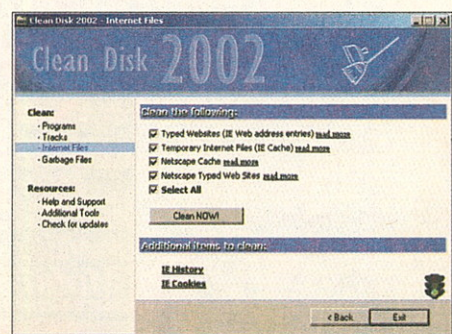 Clean Disk 2002 - Internet Files
Clean Disk 2002
Clean:
- Programs
- Tracks
- Internet Files
- Garbage Files
Resources:
- Help and Support
- Additional Tools
- Check for updates
Clean the following:
Typed Websites (IE Web address entries) read more
Temporary Internet Files (IE Cache) read more
Netscape Cache read more
Netscape Typed Web Sites read more
Select All
Clean NOW!
Additional items to clean:
IE History
IE Cookies
< Back
Exit